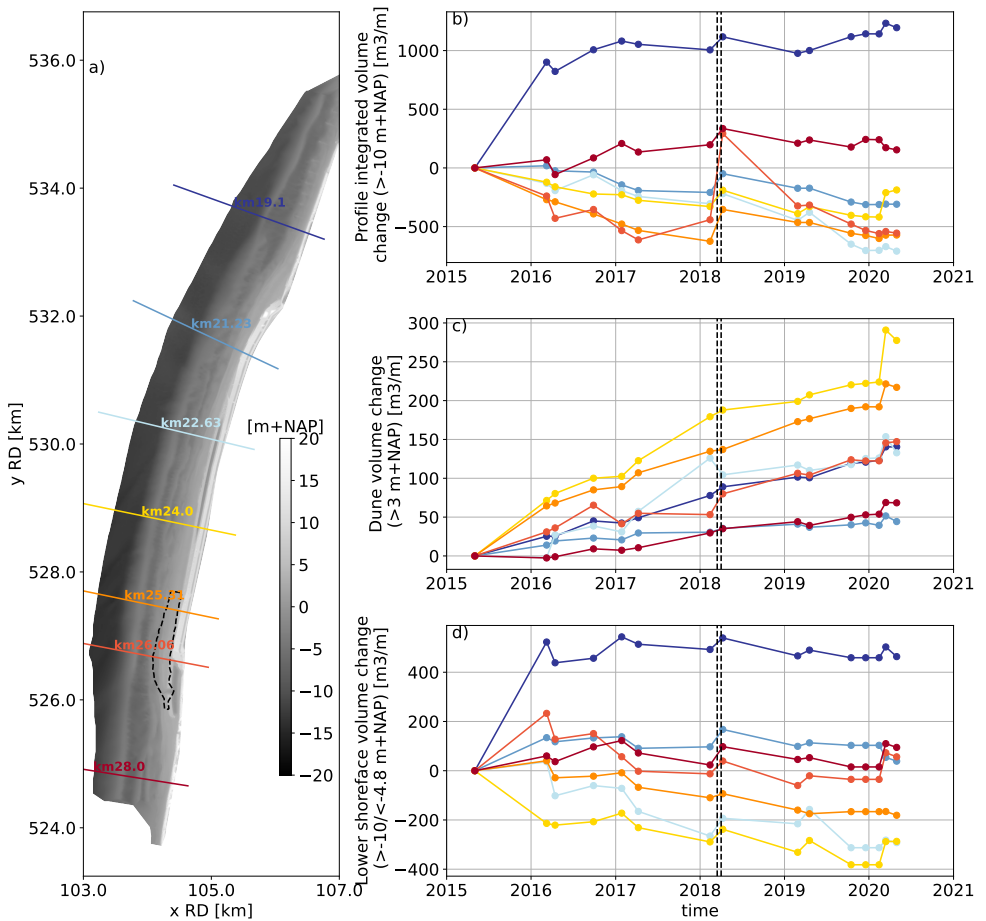 a)
536.0
534.0
532.0
530.0
528.0
526.0
524.0
y RD [km]
103.0 105.0 107.0
x RD [km]
km19.1
km21.23
km22.63
km24.0
km25.31
km26.06
km28.0
[m+NAP]
20
15
10
5
0
−5
−10
−15
−20
b)
Profile integrated volume
change (>-10 m+NAP) [m3/m]
1000
500
0
−500
2015 2016 2017 2018 2019 2020 2021
c)
Dune volume change
(>3 m+NAP) [m3/m]
300
250
200
150
100
50
0
2015 2016 2017 2018 2019 2020 2021
d)
Lower shoreface volume change
(>-10/<-4.8 m+NAP) [m3/m]
400
200
0
−200
−400
2015 2016 2017 2018 2019 2020 2021
time